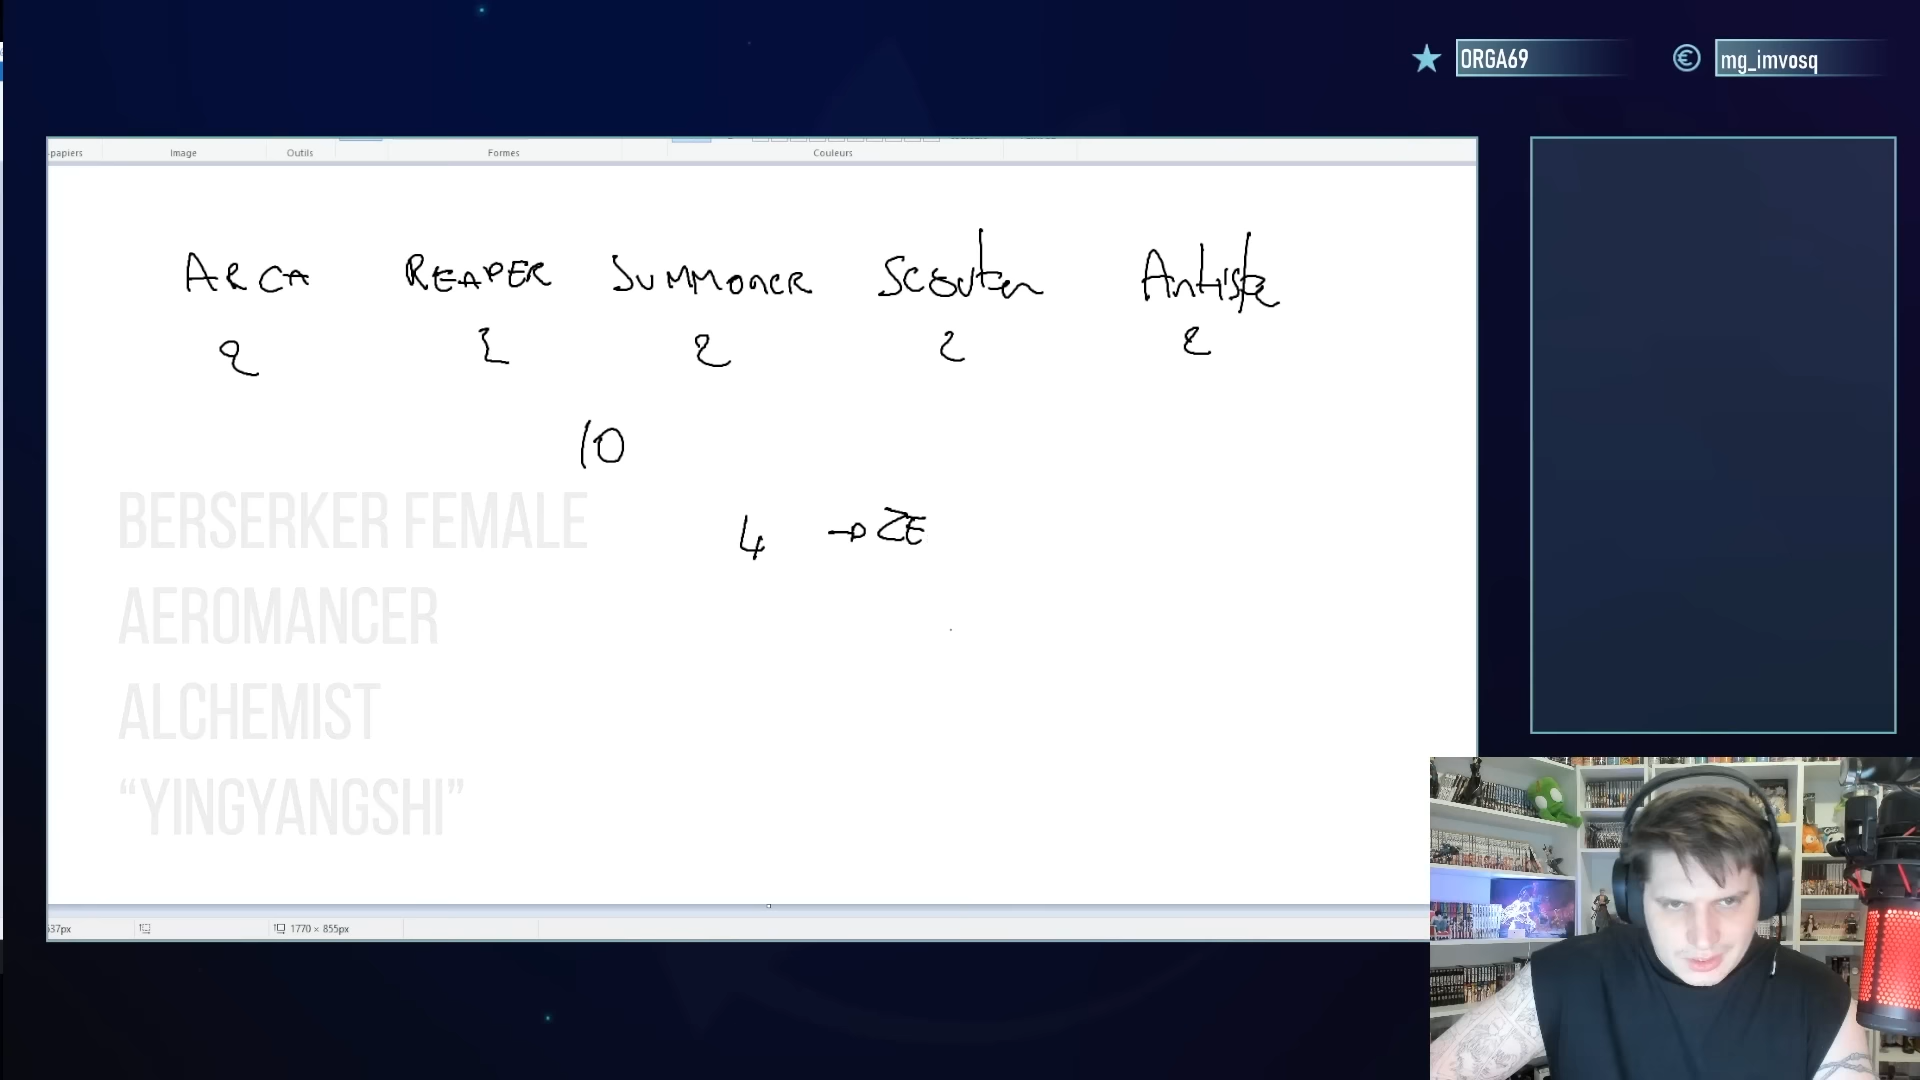 ORGA69 mg_imvosq
-papiers Image Outils Formes Couleurs
ARCA REAPER SUMMONER Scouter Artiste
2 2 2 2 2
10
4 → ZE
BERSERKER FEMALE
AEROMANCER
ALCHEMIST
“YINGYANGSHI”
37px 1770 × 855px